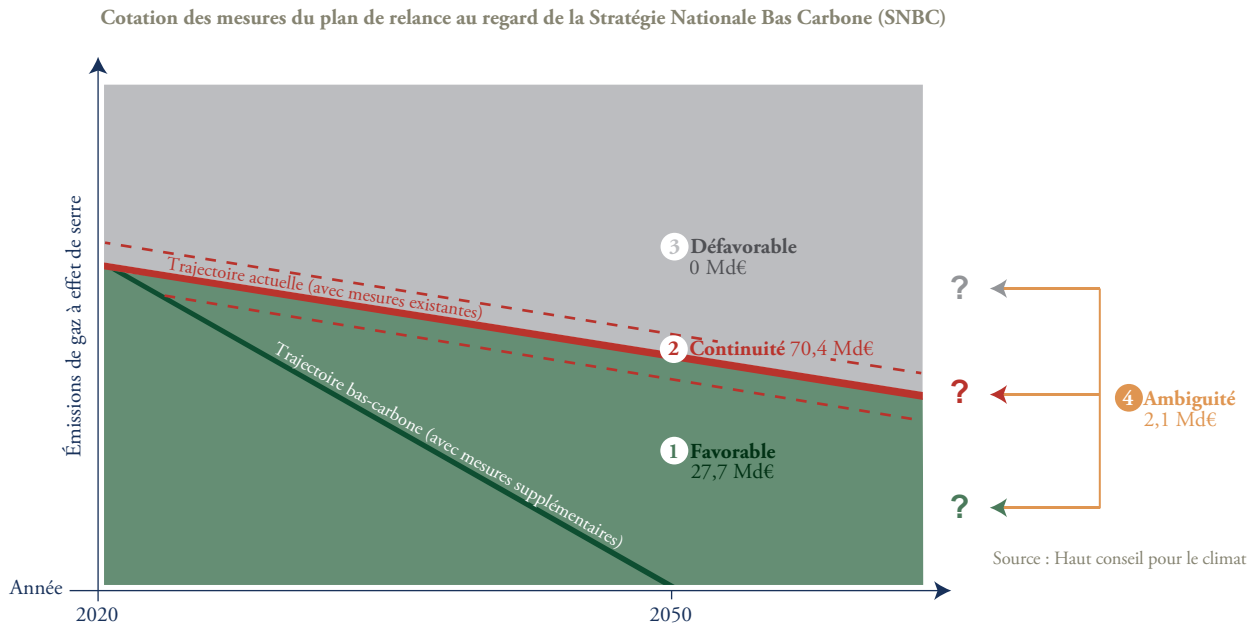 Cotation des mesures du plan de relance au regard de la Stratégie Nationale Bas Carbone (SNBC)
Émissions de gaz à effet de serre
Trajectoire actuelle (avec mesures existantes)
Trajectoire bas-carbone (avec mesures supplémentaires)
3 Défavorable
0 Md€
2 Continuité 70,4 Md€
1 Favorable
27,7 Md€
?
?
?
4 Ambiguité
2,1 Md€
Source : Haut conseil pour le climat
Année
2020
2050